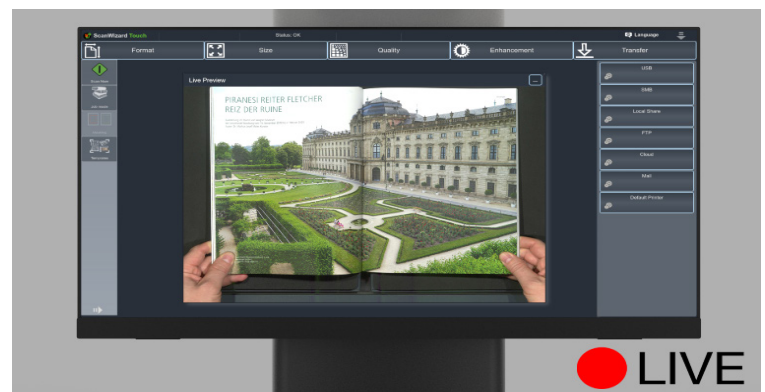 ScanWizard Touch
Status: OK
Language
Format
Size
Quality
Enhancement
Transfer
Live Preview
PIRANESI REITER FLETCHER
REIZ DER RUINE
USB
SMB
Local Share
FTP
Cloud
Mail
Default Printer
LIVE